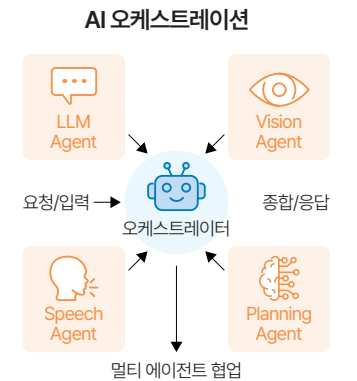 AI 오케스트레이션
LLM
Agent
Vision
Agent
요청/입력
오케스트레이터
종합/응답
Speech
Agent
Planning
Agent
멀티 에이전트 협업